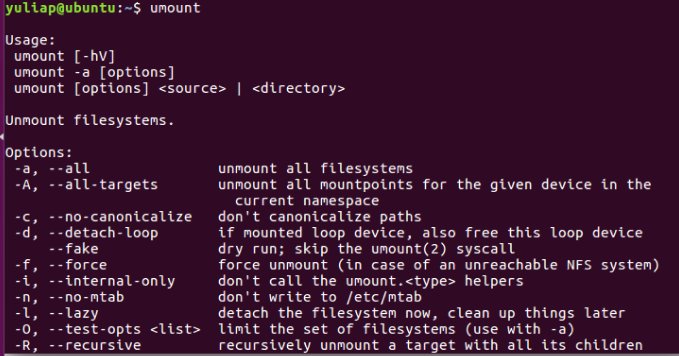 yuliap@ubuntu:~$ umount
Usage:
umount [-hV]
umount -a [options]
umount [options] <source> | <directory>
Unmount filesystems.
Options:
-a, --all unmount all filesystems
-A, --all-targets unmount all mountpoints for the given device in the
current namespace
-c, --no-canonicalize don't canonicalize paths
-d, --detach-loop if mounted loop device, also free this loop device
--fake dry run; skip the umount(2) syscall
-f, --force force unmount (in case of an unreachable NFS system)
-i, --internal-only don't call the umount.<type> helpers
-n, --no-mtab don't write to /etc/mtab
-l, --lazy detach the filesystem now, clean up things later
-O, --test-opts <list> limit the set of filesystems (use with -a)
-R, --recursive recursively unmount a target with all its children